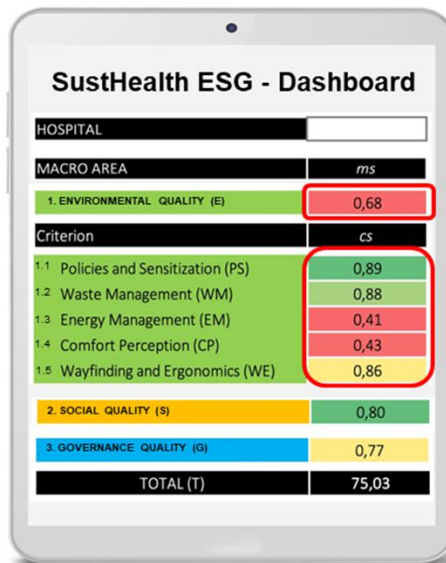 SustHealth ESG - Dashboard
HOSPITAL
MACRO AREA ms
1. ENVIRONMENTAL QUALITY (E) 0,68
Criterion cs
1.1 Policies and Sensitization (PS) 0,89
1.2 Waste Management (WM) 0,88
1.3 Energy Management (EM) 0,41
1.4 Comfort Perception (CP) 0,43
1.5 Wayfinding and Ergonomics (WE) 0,86
2. SOCIAL QUALITY (S) 0,80
3. GOVERNANCE QUALITY (G) 0,77
TOTAL (T) 75,03